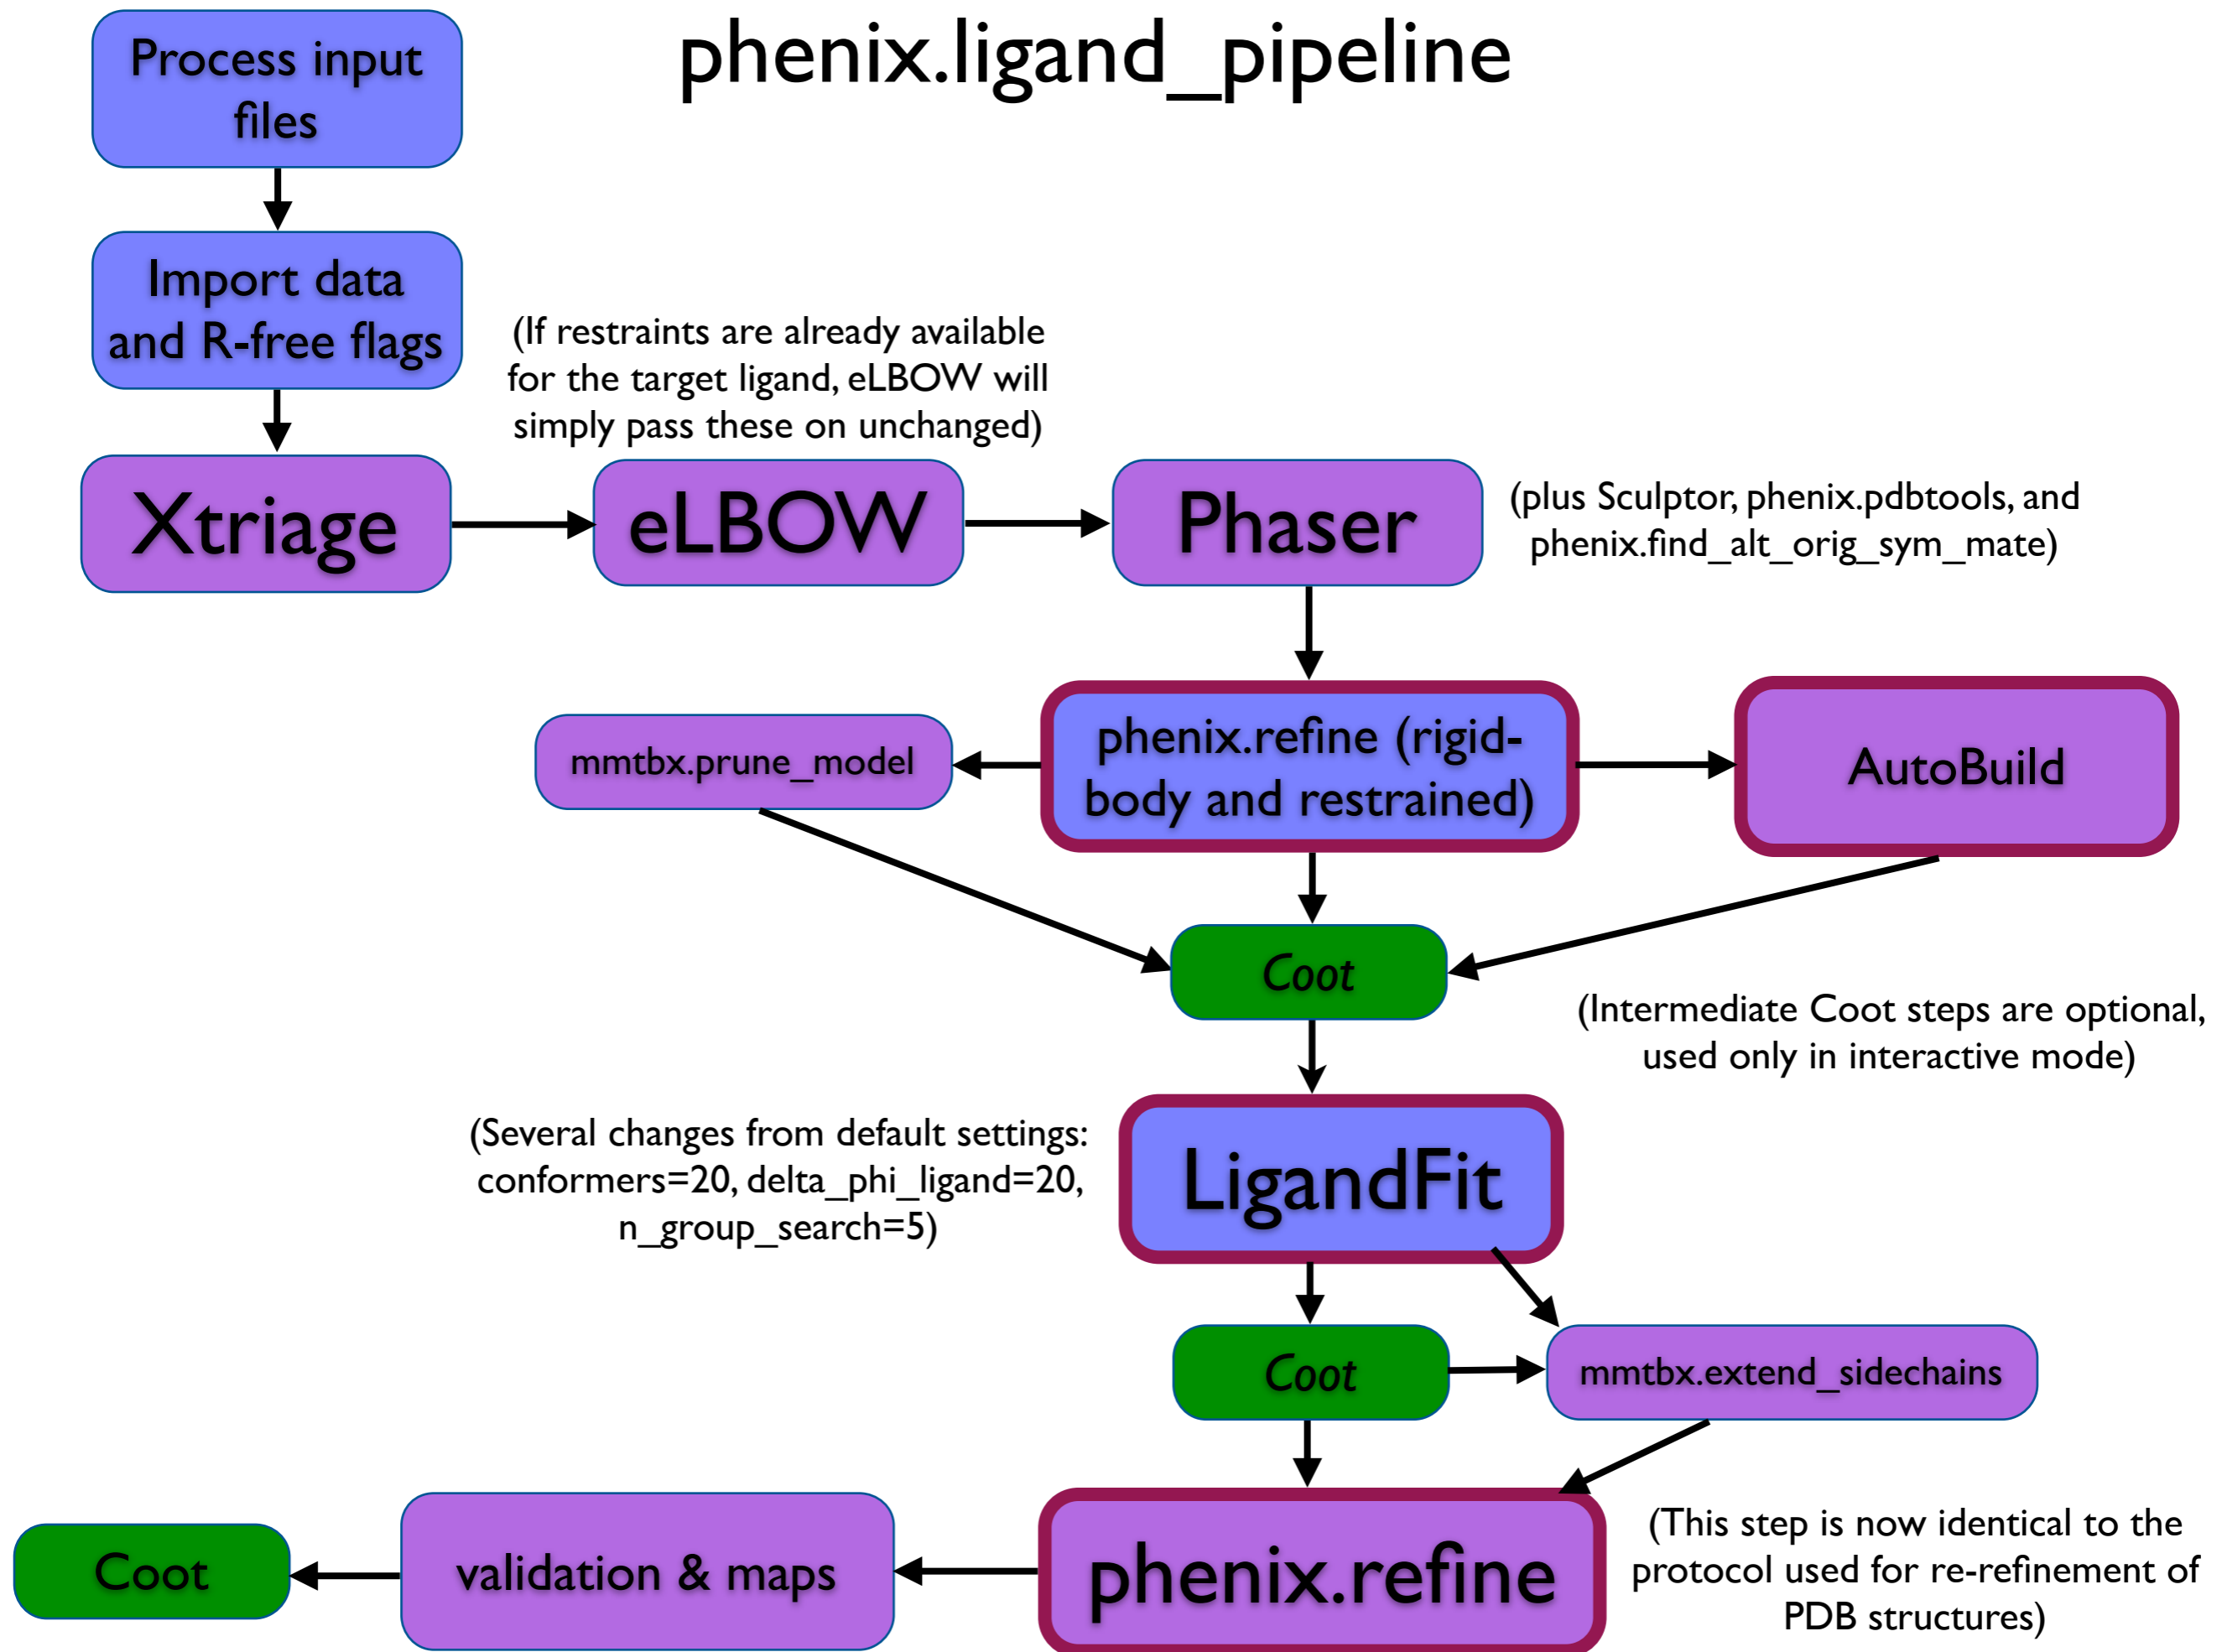 phenix.ligand_pipeline
Process input
files
Import data
and R-free flags
(If restraints are already available
for the target ligand, eLBOW will
simply pass these on unchanged)
Xtriage
eLBOW
Phaser
(plus Sculptor, phenix.pdbtools, and
phenix.find_alt_orig_sym_mate)
mmtbx.prune_model
phenix.refine (rigid-
body and restrained)
AutoBuild
Coot
(Intermediate Coot steps are optional,
used only in interactive mode)
(Several changes from default settings:
conformers=20, delta_phi_ligand=20,
n_group_search=5)
LigandFit
Coot
mmtbx.extend_sidechains
Coot
validation & maps
phenix.refine
(This step is now identical to the
protocol used for re-refinement of
PDB structures)